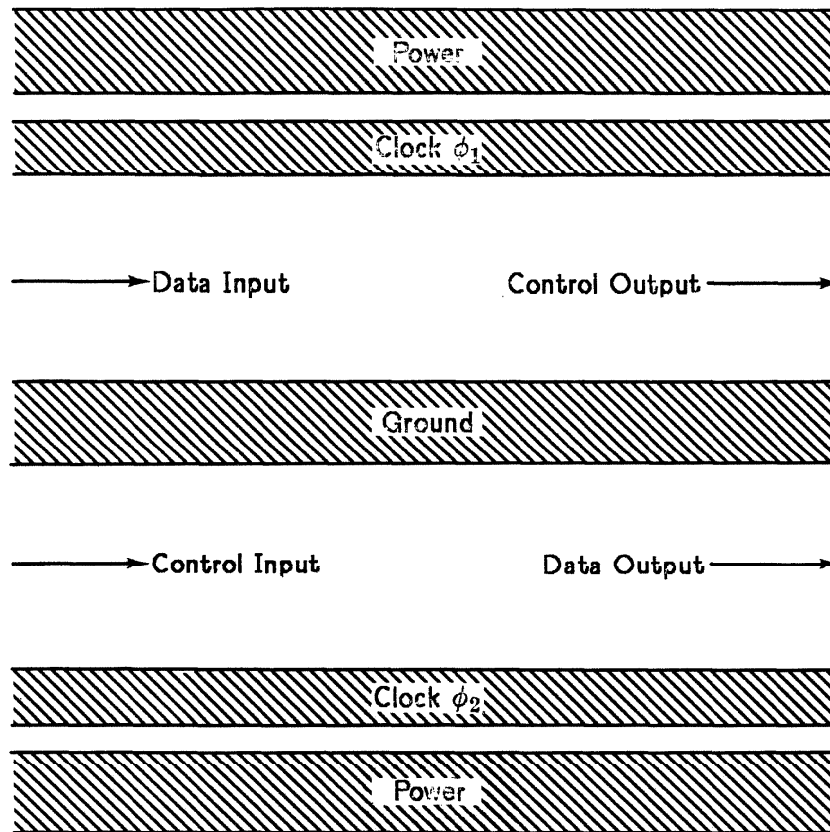 Power
Clock ϕ₁
Data Input Control Output
Ground
Control Input Data Output
Clock ϕ₂
Power